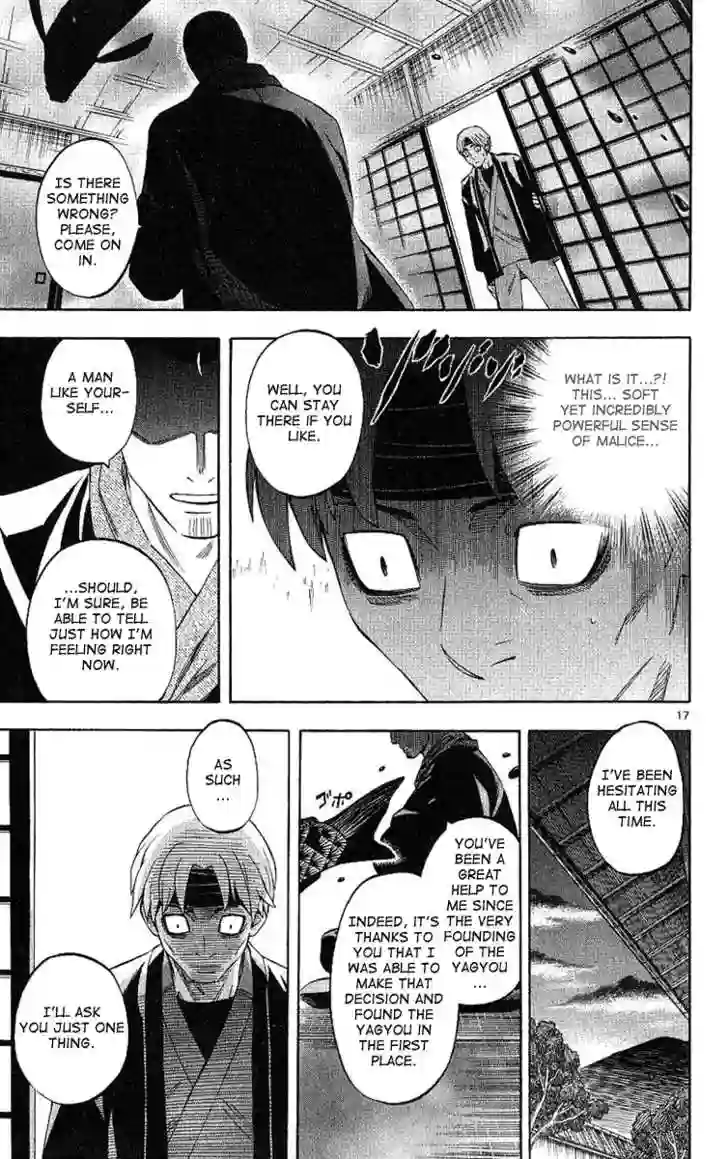 IS THERE
SOMETHING
WRONG?
PLEASE,
COME ON
IN.
WHAT IS IT...?!
THIS... SOFT
YET INCREDIBLY
POWERFUL SENSE
OF MALICE...
WELL, YOU
CAN STAY
THERE IF YOU
LIKE.
A MAN
LIKE YOUR-
SELF...
...SHOULD,
I'M SURE, BE
ABLE TO TELL
JUST HOW I'M
FEELING RIGHT
NOW.
17
I'VE BEEN
HESITATING
ALL THIS
TIME.
ゴポ
YOU'VE
BEEN A
GREAT
HELP TO
ME SINCE
THE VERY
FOUNDING
OF THE
YAGYOU
...
INDEED, IT'S
THANKS TO
YOU THAT I
WAS ABLE TO
MAKE THAT
DECISION AND
FOUND THE
YAGYOU IN
THE FIRST
PLACE.
AS
SUCH
...
I'LL ASK
YOU JUST ONE
THING.